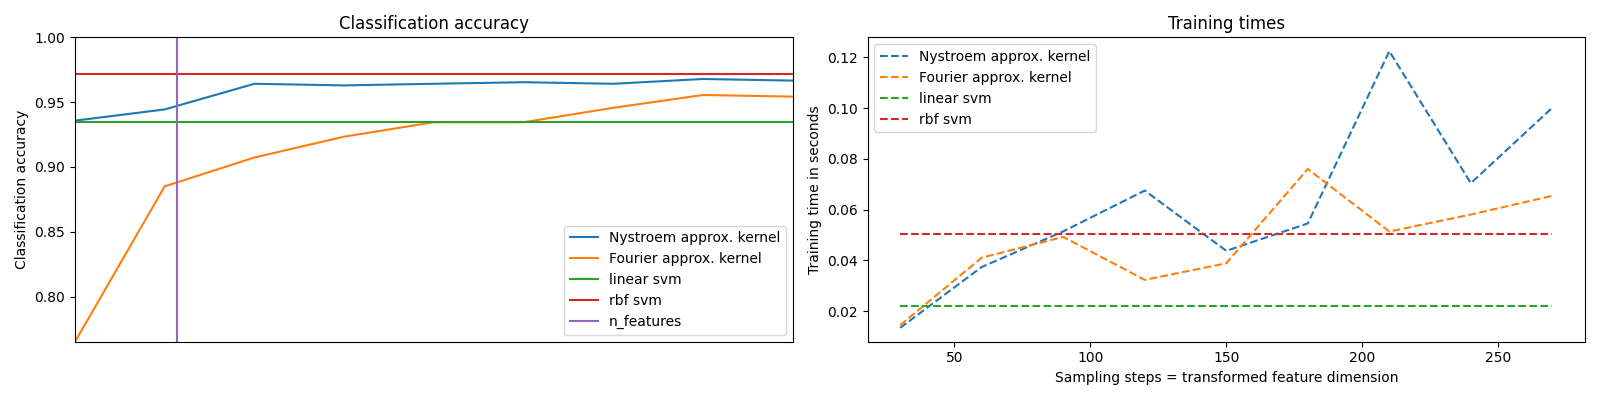 Classification accuracy
Classification accuracy
1.00
0.95
0.90
0.85
0.80
Nystroem approx. kernel
Fourier approx. kernel
linear svm
rbf svm
n_features
Training times
Training time in seconds
0.12
0.10
0.08
0.06
0.04
0.02
Nystroem approx. kernel
Fourier approx. kernel
linear svm
rbf svm
50 100 150 200 250
Sampling steps = transformed feature dimension